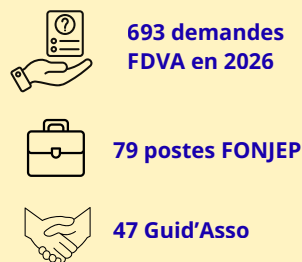 693 demandes
FDVA en 2026
79 postes FONJEP
47 Guid’Asso